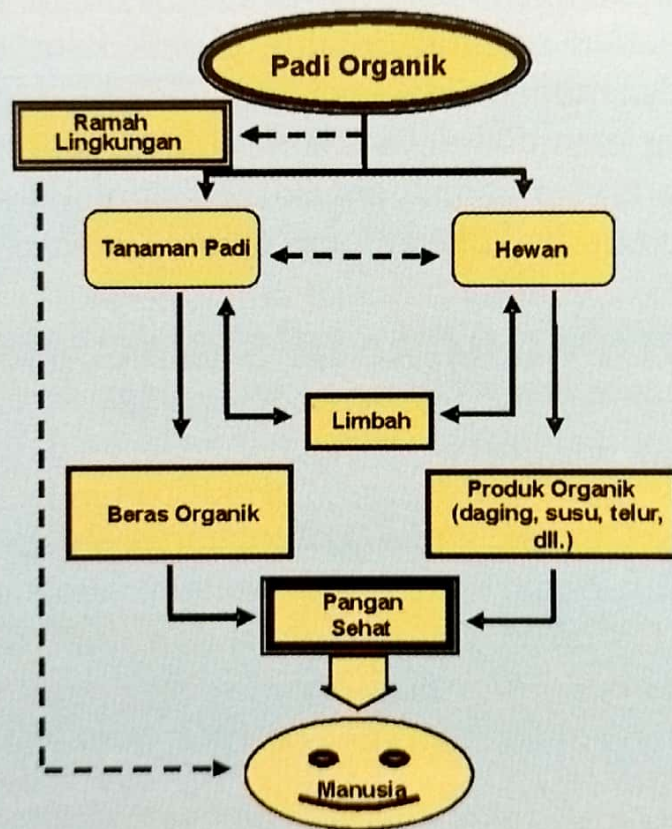 Padi Organik
Ramah
Lingkungan
Tanaman Padi
Hewan
Limbah
Beras Organik
Produk Organik
(daging, susu, telur,
dll.)
Pangan
Sehat
Manusia